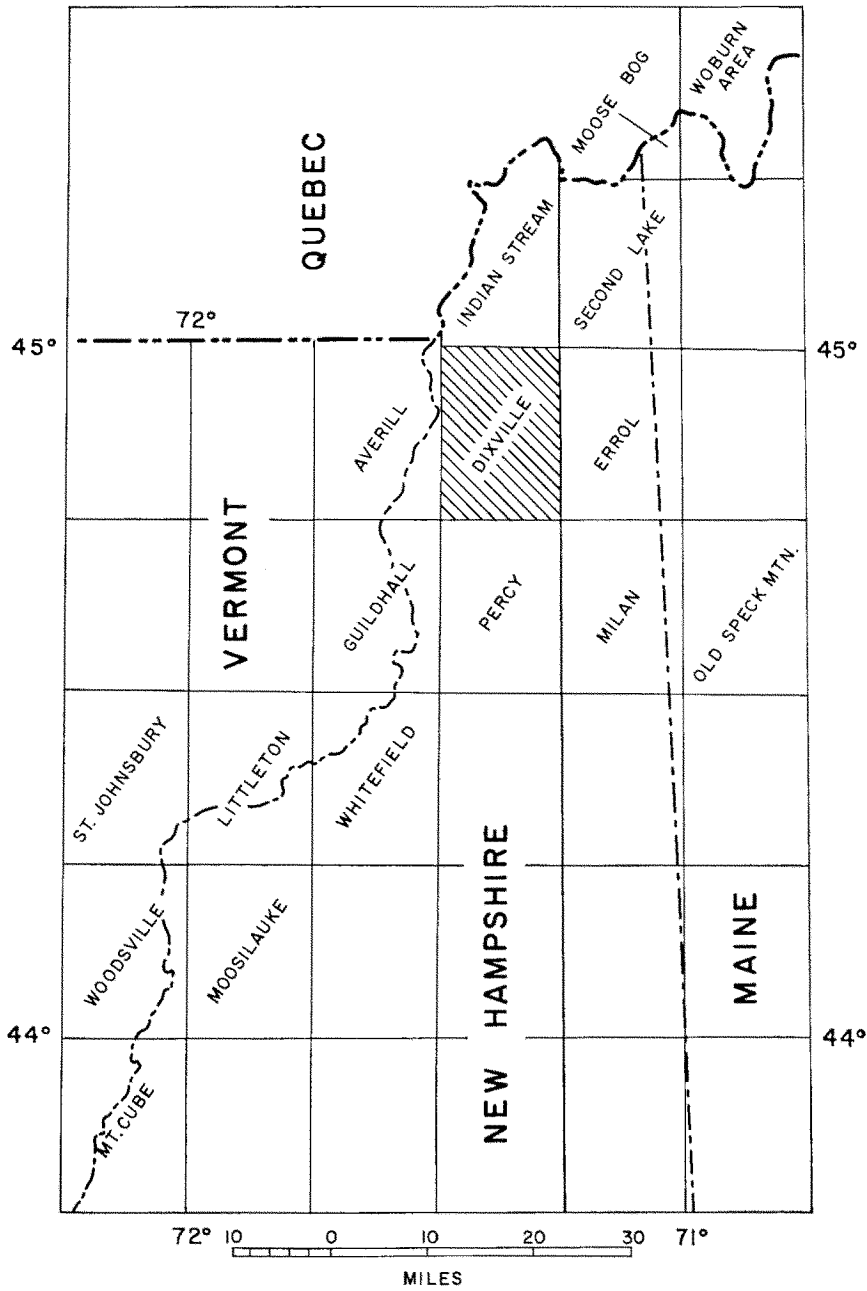 MOOSE BOG
WOBURN
AREA
QUEBEC
INDIAN STREAM
SECOND LAKE
72°
45°
45°
AVERILL
DIXVILLE
ERROL
VERMONT
GUILDHALL
PERCY
MILAN
OLD SPECK MTN.
ST. JOHNSBURY
LITTLETON
WHITEFIELD
NEW HAMPSHIRE
MAINE
WOODSVILLE
MOOSILAUKE
44°
44°
MT. CUBE
72°
71°
10 0 10 20 30
MILES